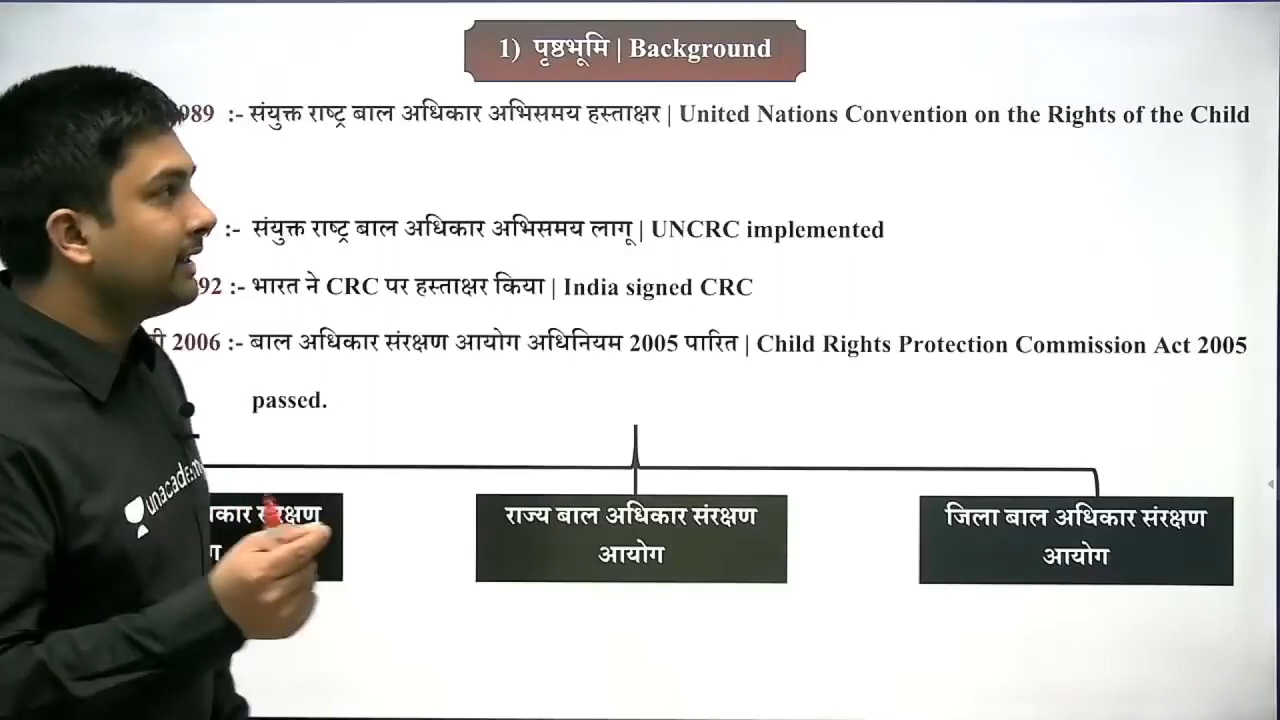 1) पृष्ठभूमि | Background
989 :- संयुक्त राष्ट्र बाल अधिकार अभिसमय हस्ताक्षर | United Nations Convention on the Rights of the Child
:- संयुक्त राष्ट्र बाल अधिकार अभिसमय लागू | UNCRC implemented
92 :- भारत ने CRC पर हस्ताक्षर किया | India signed CRC
2006 :- बाल अधिकार संरक्षण आयोग अधिनियम 2005 पारित | Child Rights Protection Commission Act 2005
passed.
संरक्षण
राज्य बाल अधिकार संरक्षण
आयोग
जिला बाल अधिकार संरक्षण
आयोग
unacademy